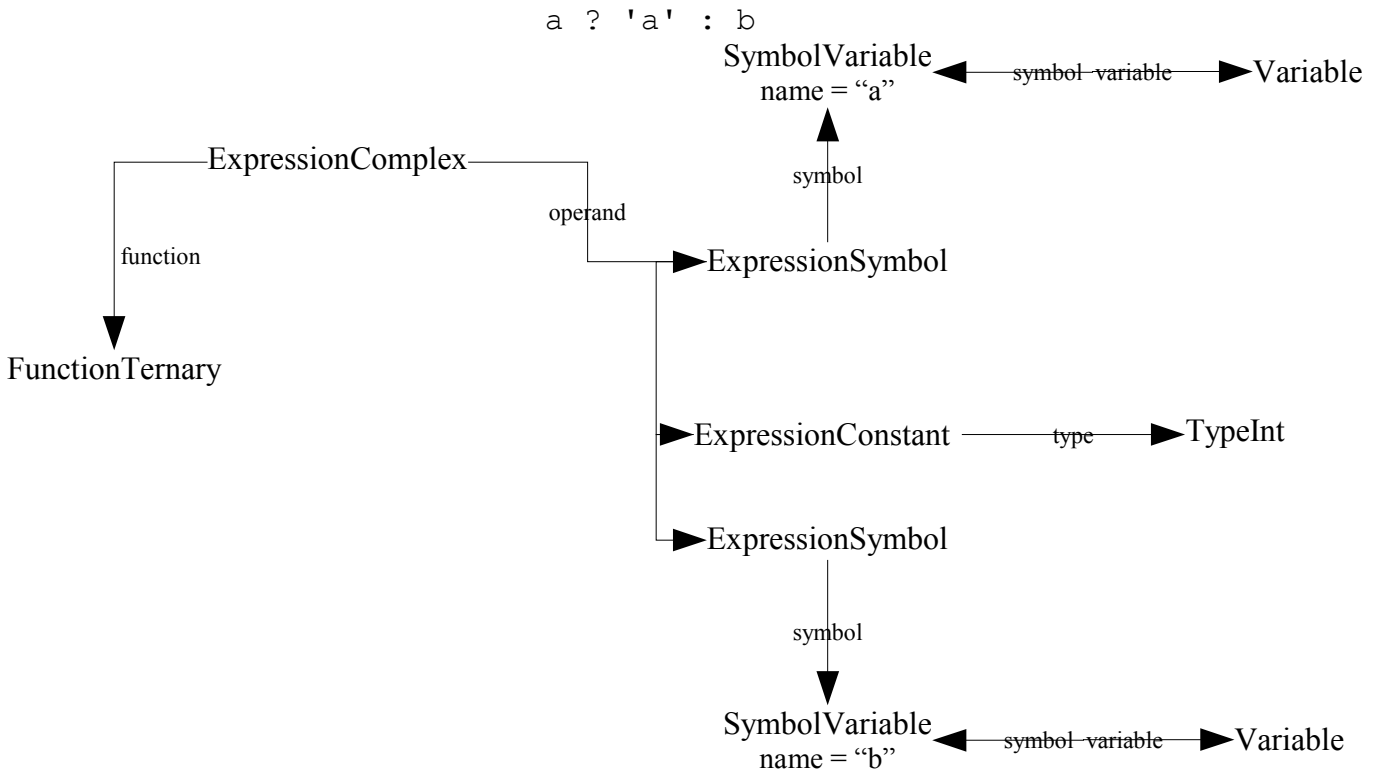 a ? 'a' : b
SymbolVariable
name = “a”
symbol variable
Variable
ExpressionComplex
symbol
operand
function
ExpressionSymbol
FunctionTernary
ExpressionConstant
type
TypeInt
ExpressionSymbol
symbol
SymbolVariable
name = “b”
symbol variable
Variable